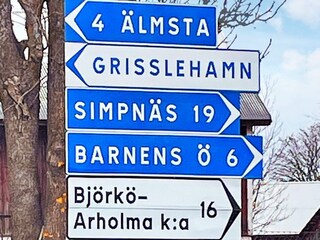 4 ÄLMSTA
GRISSLEHAMN
SIMPNÄS 19
BARNENS Ö 6
Björkö-
Arholma k:a 16